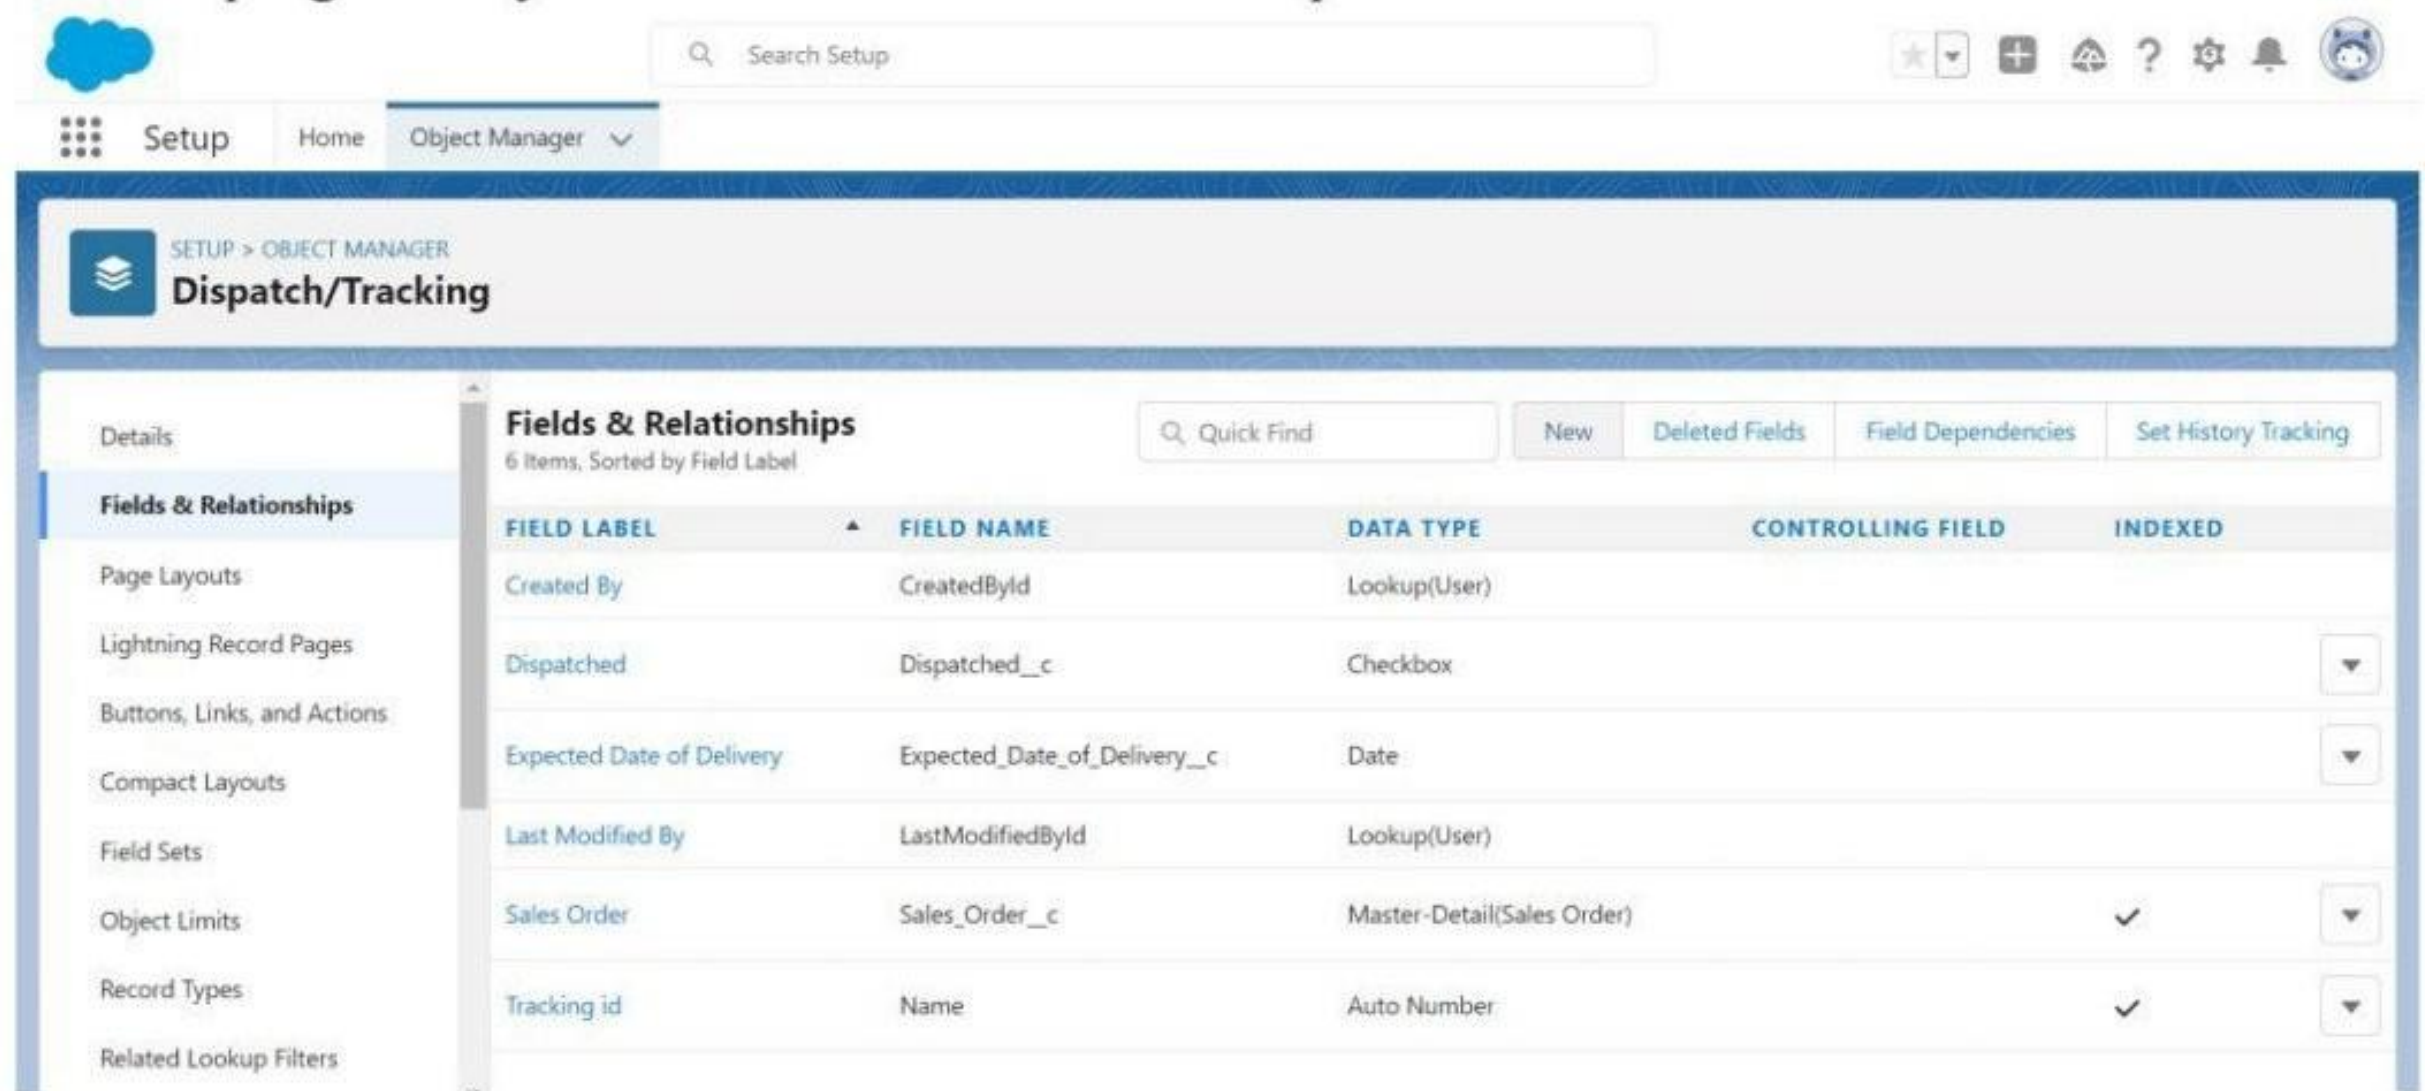 Search Setup
Setup Home Object Manager
SETUP > OBJECT MANAGER
Dispatch/Tracking
Details
Fields & Relationships
Page Layouts
Lightning Record Pages
Buttons, Links, and Actions
Compact Layouts
Field Sets
Object Limits
Record Types
Related Lookup Filters
Fields & Relationships
6 Items, Sorted by Field Label
Quick Find New Deleted Fields Field Dependencies Set History Tracking
FIELD LABEL FIELD NAME DATA TYPE CONTROLLING FIELD INDEXED
Created By CreatedById Lookup(User)
Dispatched Dispatched__c Checkbox
Expected Date of Delivery Expected_Date_of_Delivery__c Date
Last Modified By LastModifiedById Lookup(User)
Sales Order Sales_Order__c Master-Detail(Sales Order)
Tracking id Name Auto Number